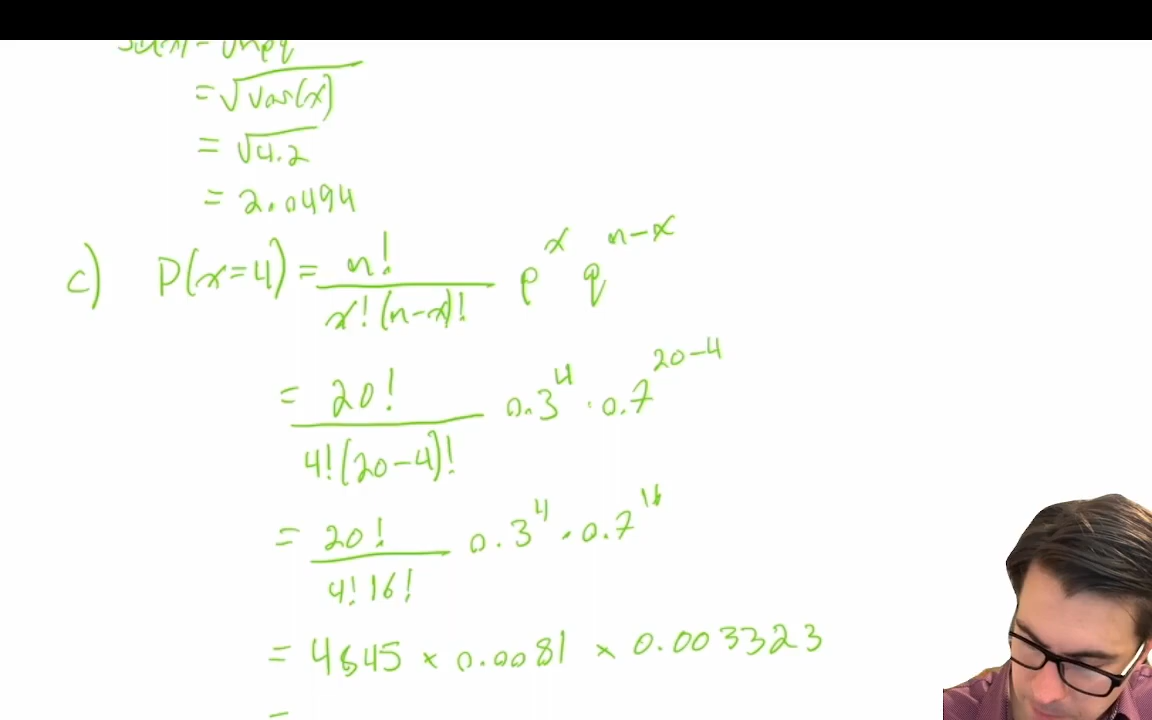 = √Var(x)
= √4.2
= 2.0494
c) P(x=4) = n! / x!(n-x)! p^x q^(n-x)
= 20! / 4!(20-4)! 0.3^4 · 0.7^(20-4)
= 20! / 4! 16! 0.3^4 · 0.7^16
= 4845 × 0.0081 × 0.003323
=